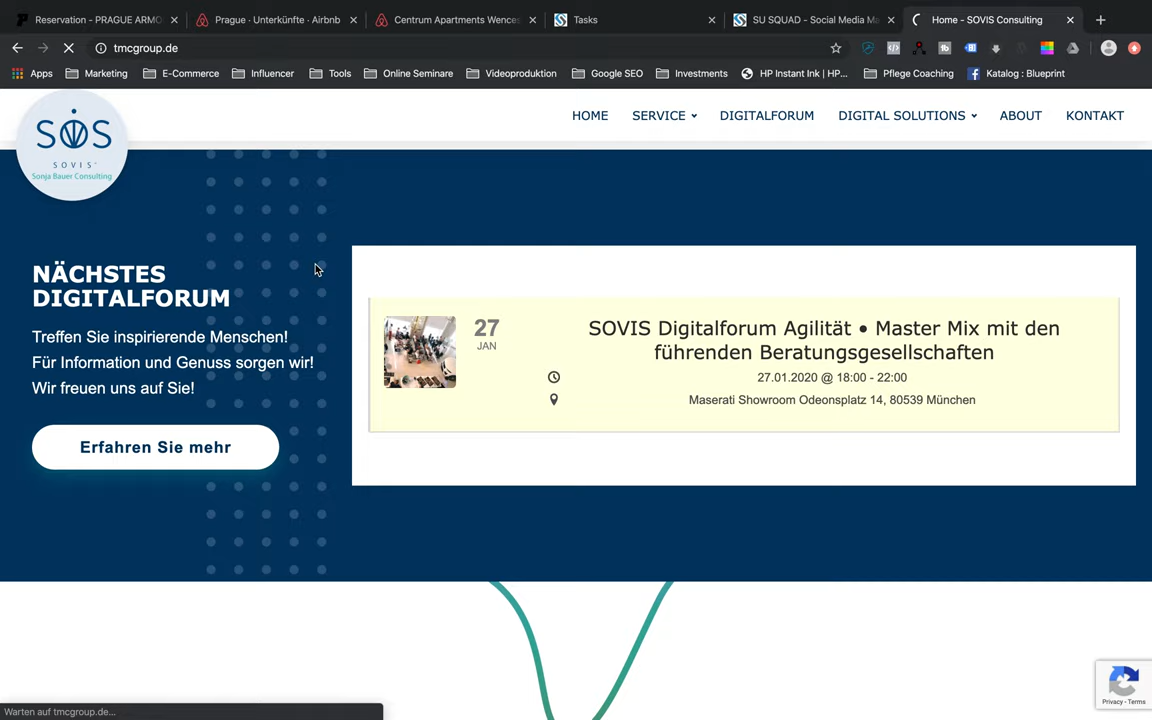 Reservation - PRAGUE ARMO
Prague · Unterkünfte · Airbnb
Centrum Apartments Wences
Tasks
SU SQUAD - Social Media Ma
Home - SOVIS Consulting
tmcgroup.de
Apps
Marketing
E-Commerce
Influencer
Tools
Online Seminare
Videoproduktion
Google SEO
Investments
HP Instant Ink | HP...
Pflege Coaching
Katalog : Blueprint
SOS
SOVIS
Sonja Bauer Consulting
HOME
SERVICE
DIGITALFORUM
DIGITAL SOLUTIONS
ABOUT
KONTAKT
NÄCHSTES
DIGITALFORUM
Treffen Sie inspirierende Menschen!
Für Information und Genuss sorgen wir!
Wir freuen uns auf Sie!
Erfahren Sie mehr
27
JAN
SOVIS Digitalforum Agilität • Master Mix mit den
führenden Beratungsgesellschaften
27.01.2020 @ 18:00 - 22:00
Maserati Showroom Odeonsplatz 14, 80539 München
Privacy - Terms
Warten auf tmcgroup.de...